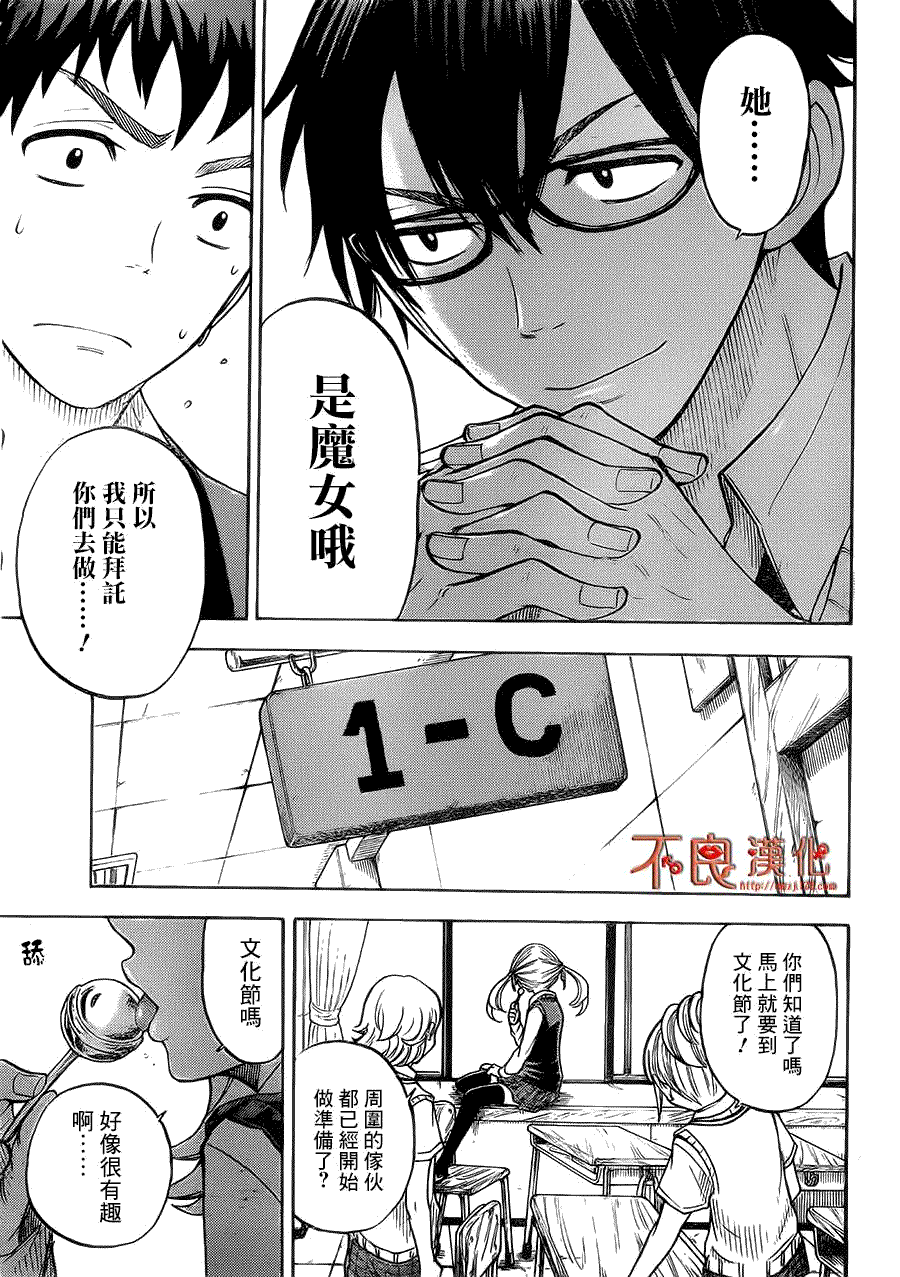 她……
是魔女哦
所以
我只能拜託
你們去做……！
1-C
不良漢化
你們知道了嗎
馬上就要到
文化節了！
周圍的傢伙
都已經開始
做準備了？
文化節嗎
舔
好像很有趣
啊……